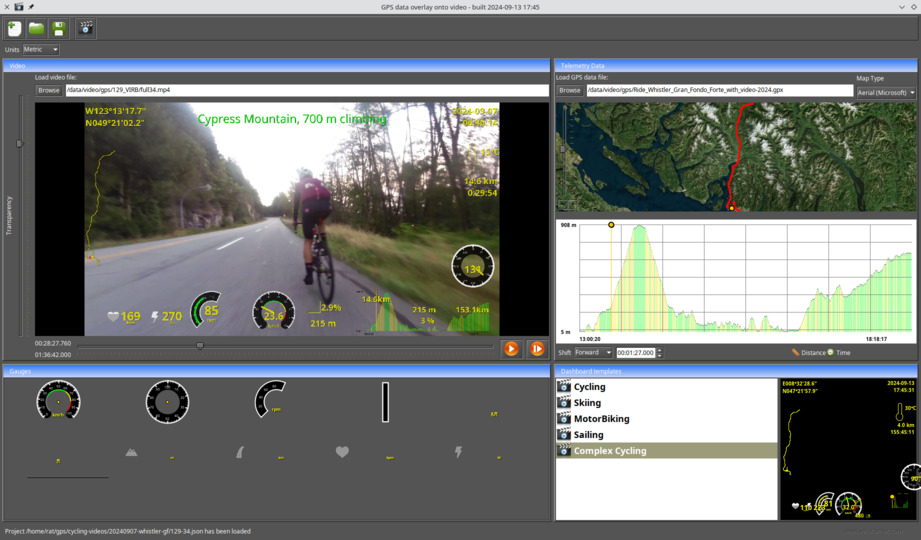 GPS data overlay onto video - built 2024-09-13 17:45
Units Metric
Video
Load video file:
Browse /data/video/gps/129_VIRB/full34.mp4
Transparency
W123°13'17.7"
N049°21'02.2"
Cypress Mountain, 700 m climbing
2024-09-07
14.6 km
0:29:54
131
169
270
85
23.6
2.9%
215 m
14.6km
215 m
3 %
153.1km
00:28:27.760
01:36:42.000
Telemetry Data
Load GPS data file:
Map Type
Browse /data/video/gps/Ride_Whistler_Gran_Fondo_Forte_with_video-2024.gpx
Aerial (Microsoft)
908 m
5 m
13:00:20
18:18:17
Shift Forward 00:01:27.000
Distance Time
Gauges
km/h
rpm
Dashboard templates
Cycling
Skiing
MotorBiking
Sailing
Complex Cycling
E008°32'28.6"
N047°21'57.9"
2024-09-13
17:45:31
30°C
4.0 km
155:45:11
Project /home/rat/gps/cycling-videos/20240907-whistler-gf/129-34.json has been loaded